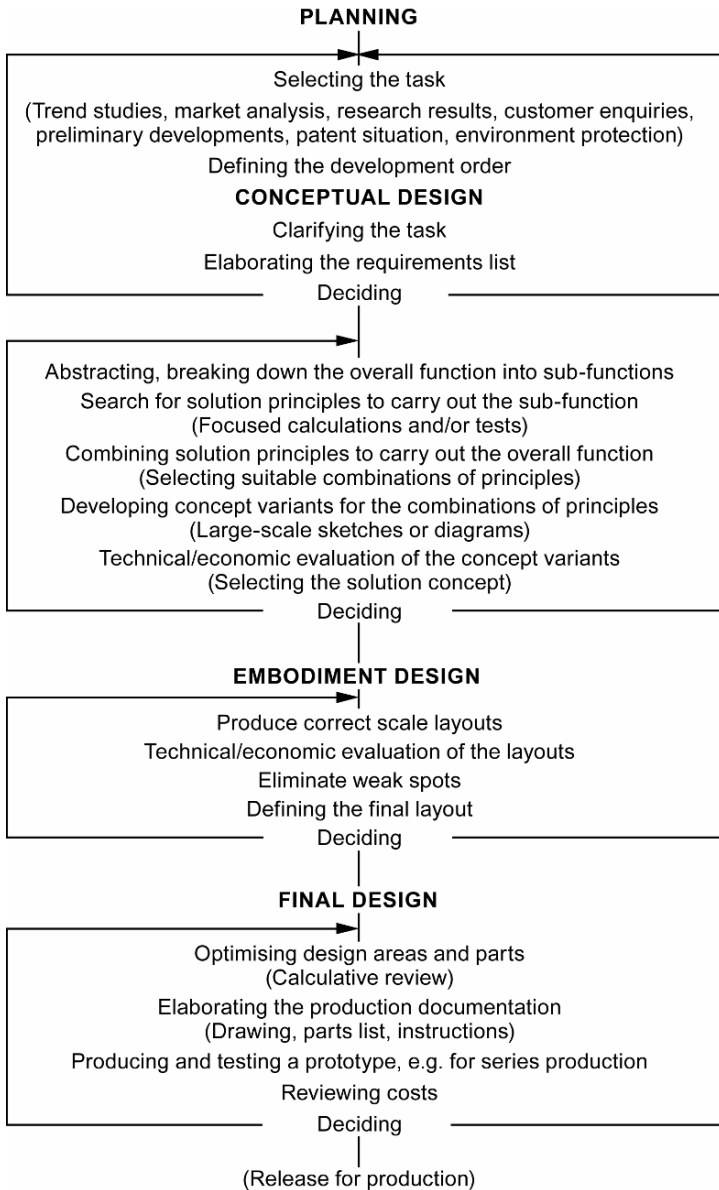 PLANNING
Selecting the task
(Trend studies, market analysis, research results, customer enquiries,
preliminary developments, patent situation, environment protection)
Defining the development order
CONCEPTUAL DESIGN
Clarifying the task
Elaborating the requirements list
Deciding
Abstracting, breaking down the overall function into sub-functions
Search for solution principles to carry out the sub-function
(Focused calculations and/or tests)
Combining solution principles to carry out the overall function
(Selecting suitable combinations of principles)
Developing concept variants for the combinations of principles
(Large-scale sketches or diagrams)
Technical/economic evaluation of the concept variants
(Selecting the solution concept)
Deciding
EMBODIMENT DESIGN
Produce correct scale layouts
Technical/economic evaluation of the layouts
Eliminate weak spots
Defining the final layout
Deciding
FINAL DESIGN
Optimising design areas and parts
(Calculative review)
Elaborating the production documentation
(Drawing, parts list, instructions)
Producing and testing a prototype, e.g. for series production
Reviewing costs
Deciding
(Release for production)